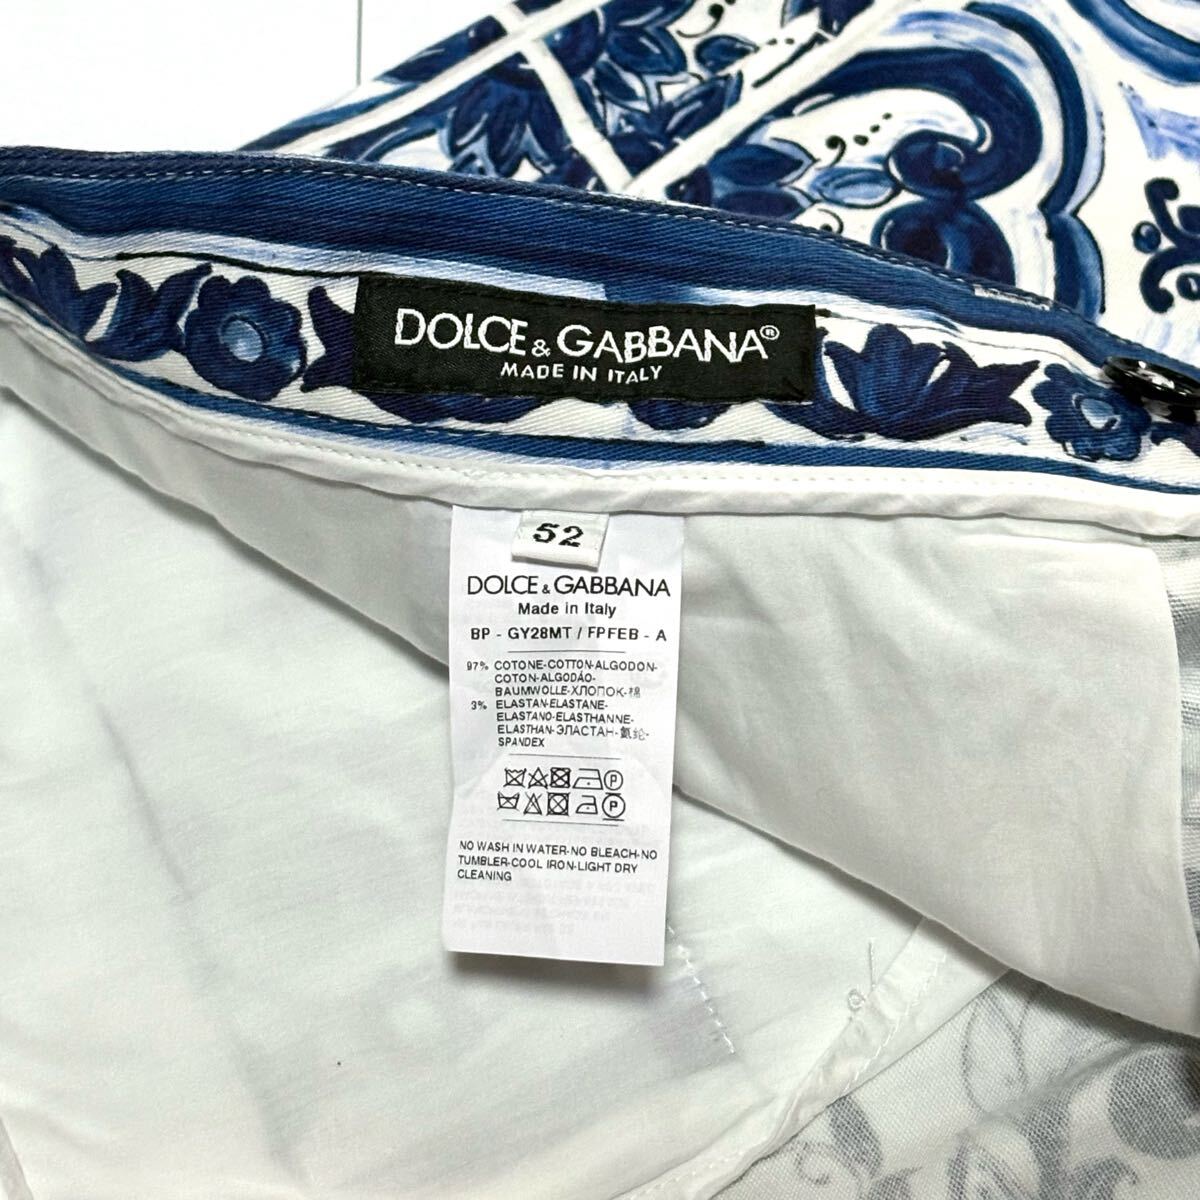 DOLCE & GABBANA®
MADE IN ITALY
52
DOLCE & GABBANA
Made in Italy
BP - GY28MT / FPFEB - A
97% COTONE-COTTON-ALGODON-
COTON-ALGODÃO-
BAUMWOLLE-ХЛОПОК-棉
3% ELASTAN-ELASTANE-
ELASTANO-ELASTHANNE-
ELASTHAN-ЭЛАСТАН-氨纶-
SPANDEX
P
P
NO WASH IN WATER-NO BLEACH-NO
TUMBLER-COOL IRON-LIGHT DRY
CLEANING